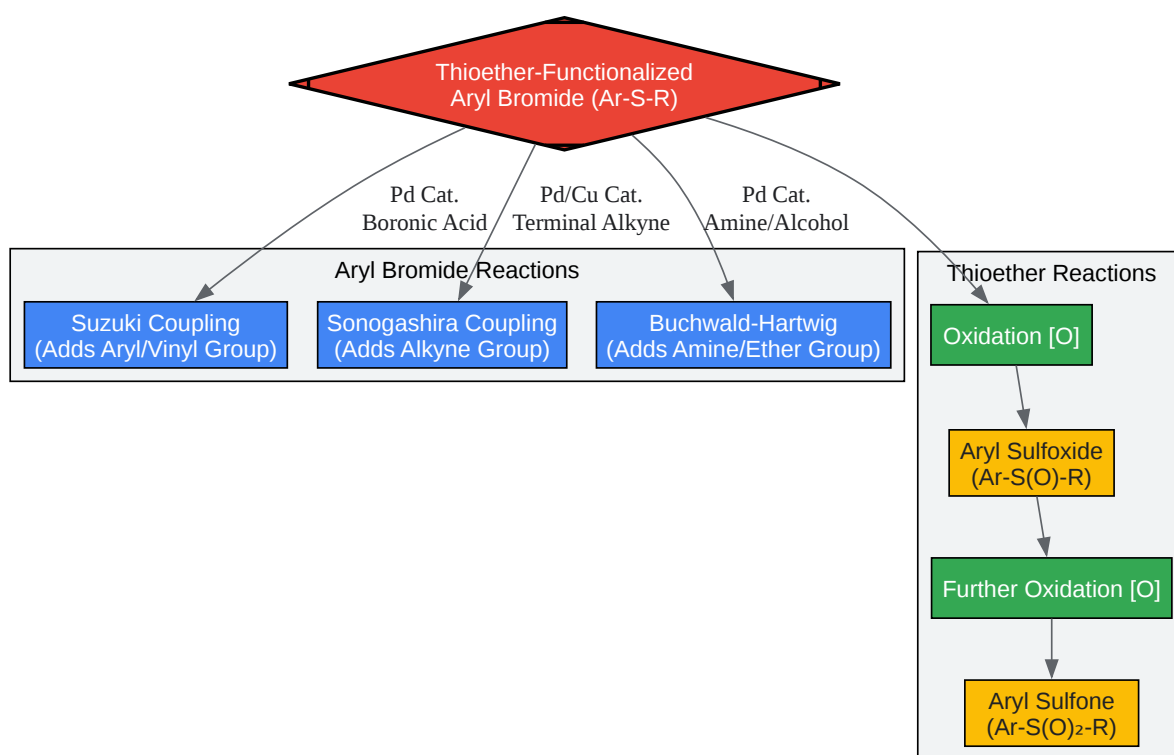 Thioether-Functionalized
Aryl Bromide (Ar-S-R)
Pd Cat.
Boronic Acid
Pd/Cu Cat.
Terminal Alkyne
Pd Cat.
Amine/Alcohol
Aryl Bromide Reactions
Suzuki Coupling
(Adds Aryl/Vinyl Group)
Sonogashira Coupling
(Adds Alkyne Group)
Buchwald-Hartwig
(Adds Amine/Ether Group)
Thioether Reactions
Oxidation [O]
Aryl Sulfoxide
(Ar-S(O)-R)
Further Oxidation [O]
Aryl Sulfone
(Ar-S(O)₂-R)